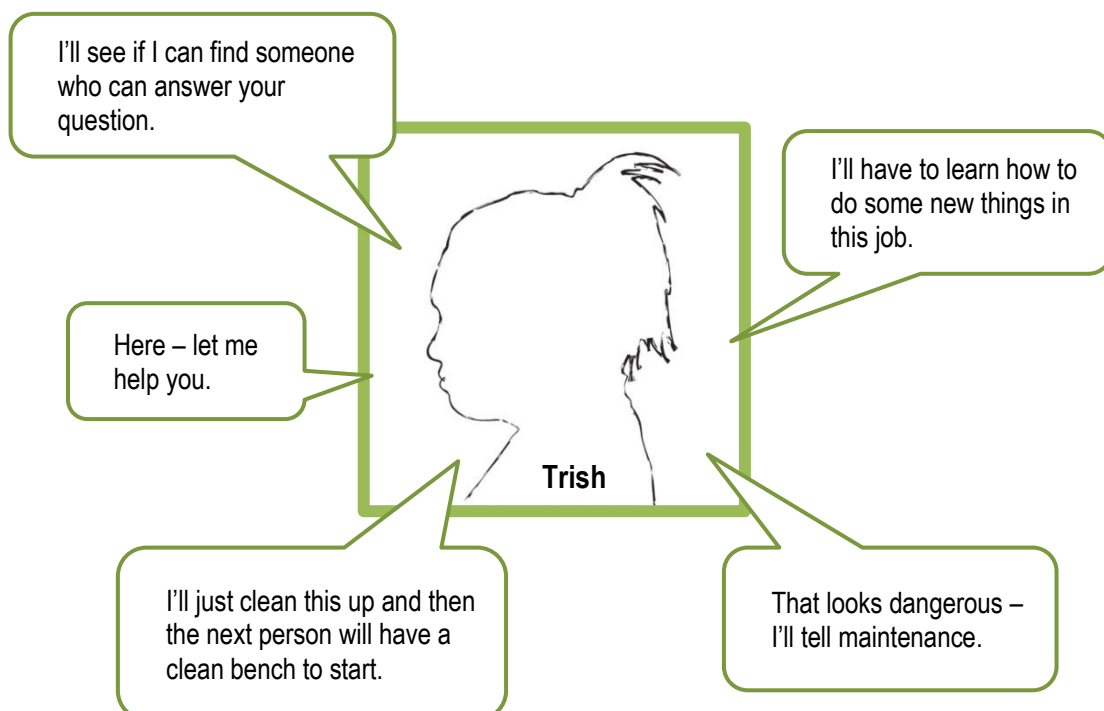 I’ll see if I can find someone
who can answer your
question.
I’ll have to learn how to
do some new things in
this job.
Here – let me
help you.
Trish
I’ll just clean this up and then
the next person will have a
clean bench to start.
That looks dangerous –
I’ll tell maintenance.